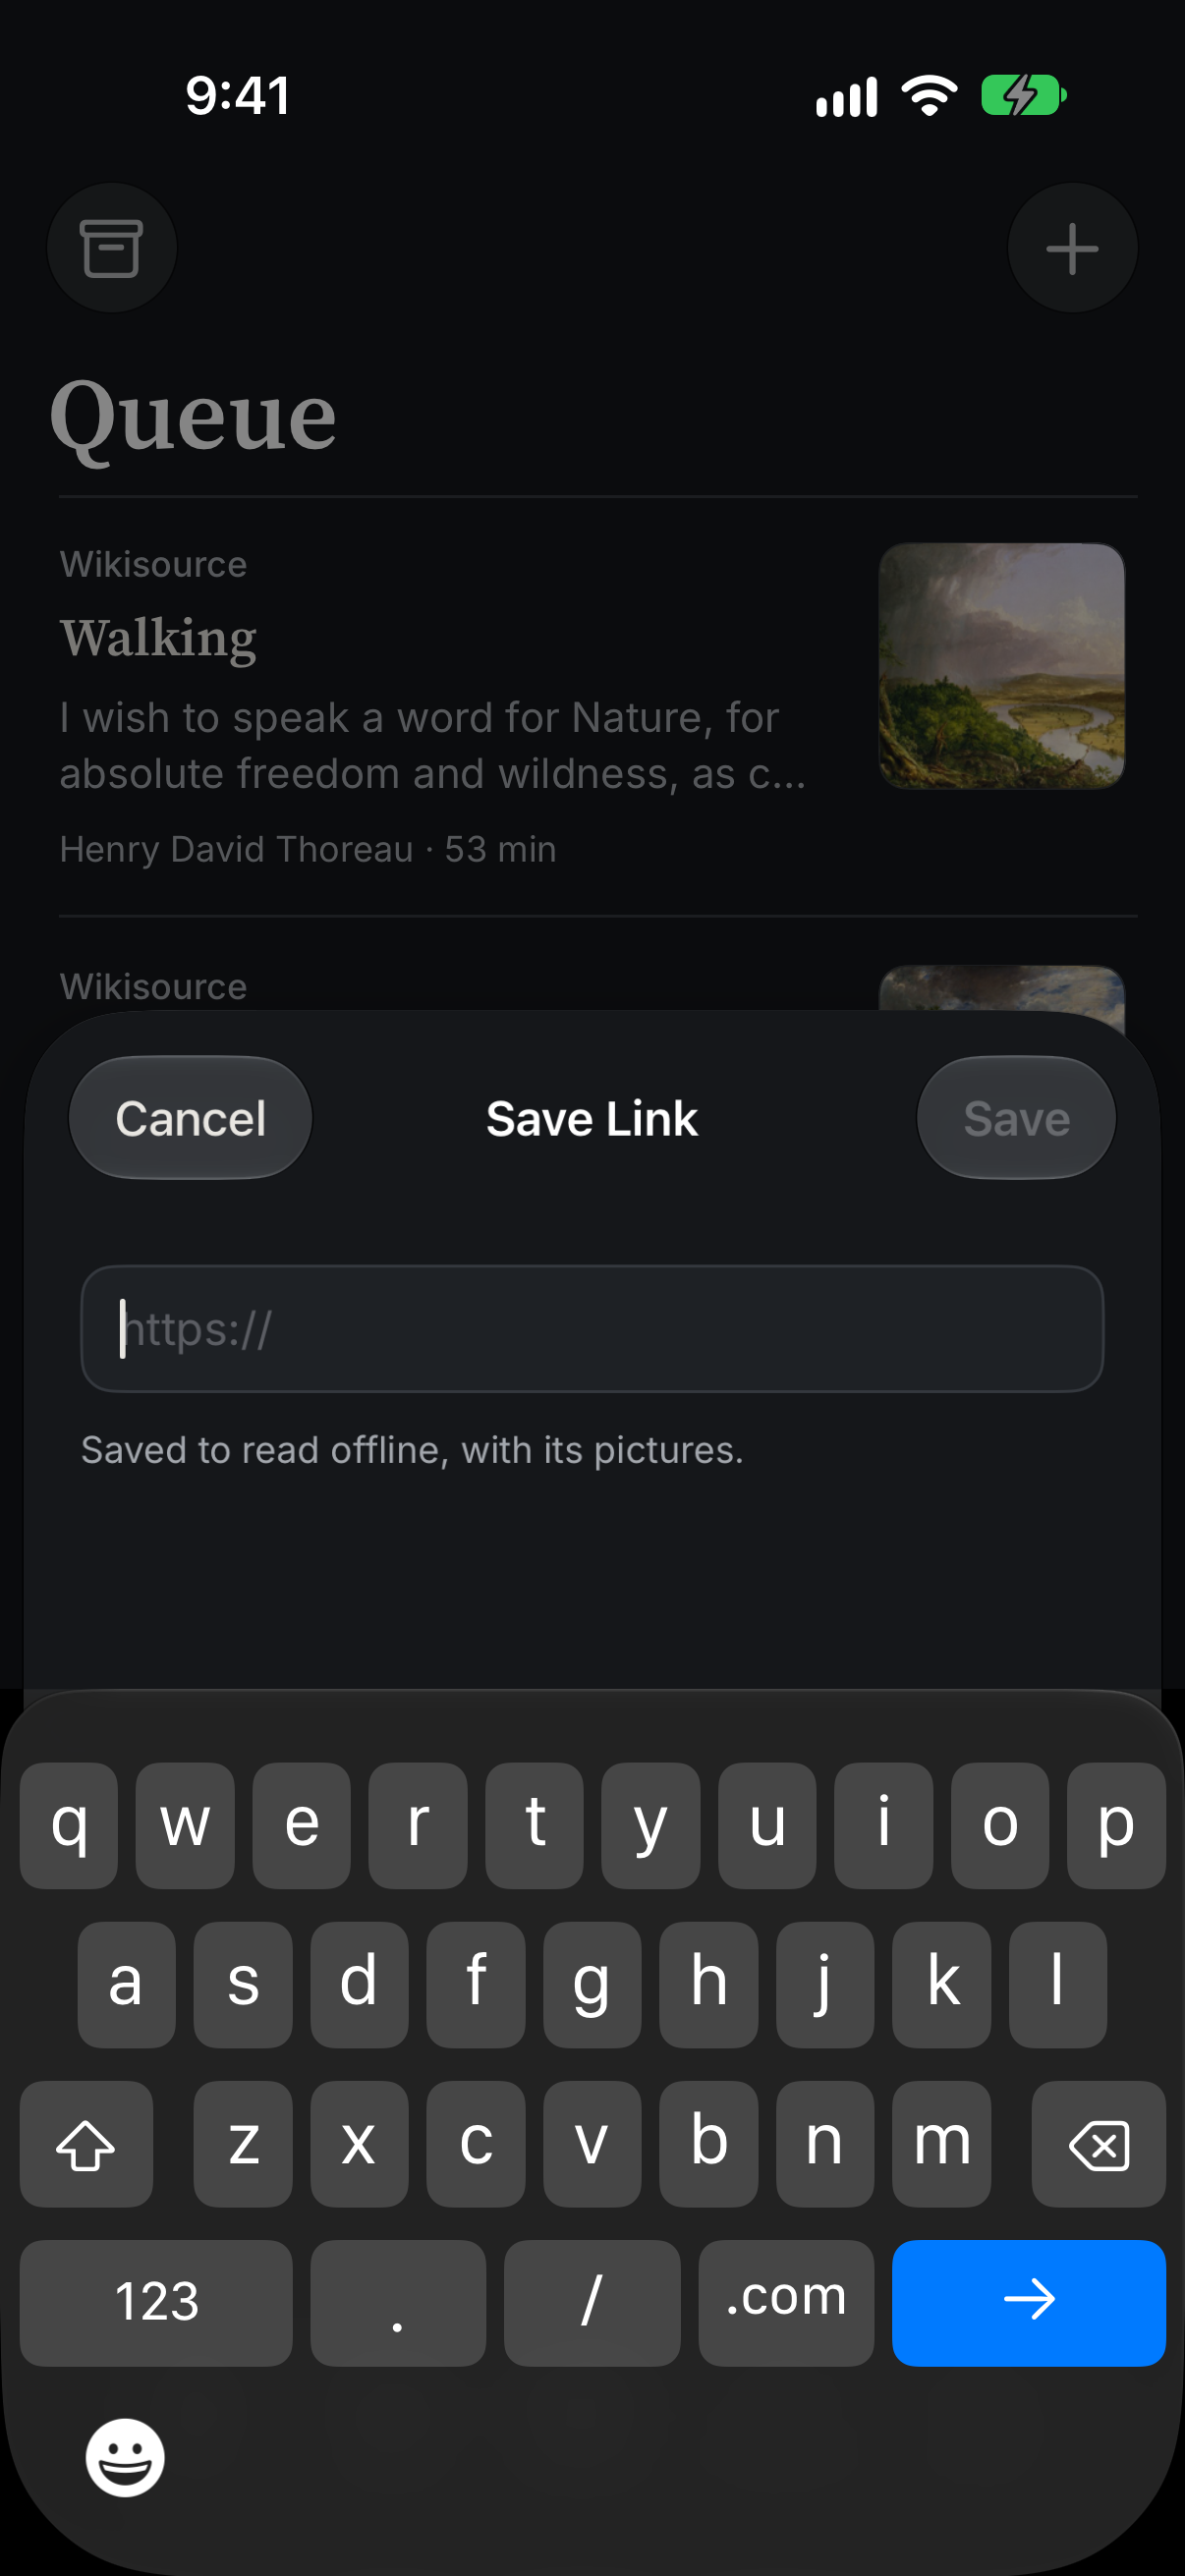 9:41
Queue
Wikisource
Walking
I wish to speak a word for Nature, for
absolute freedom and wildness, as c...
Henry David Thoreau · 53 min
Wikisource
Cancel
Save Link
Save
https://
Saved to read offline, with its pictures.
q w e r t y u i o p
a s d f g h j k l
z x c v b n m
123 . / .com